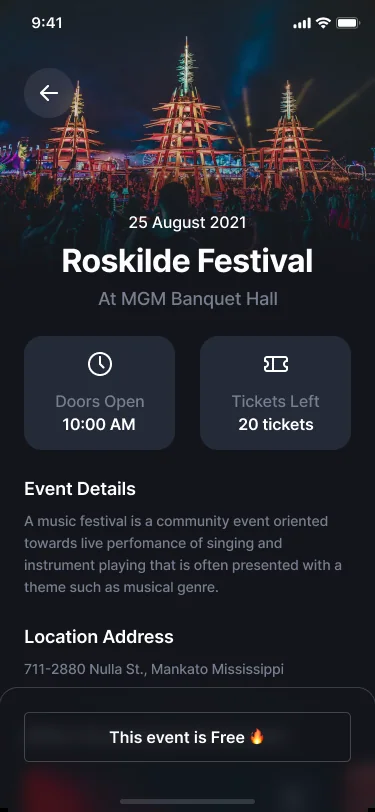 9:41
25 August 2021
Roskilde Festival
At MGM Banquet Hall
Doors Open
10:00 AM
Tickets Left
20 tickets
Event Details
A music festival is a community event oriented
towards live perfomance of singing and
instrument playing that is often presented with a
theme such as musical genre.
Location Address
711-2880 Nulla St., Mankato Mississippi
This event is Free 🔥